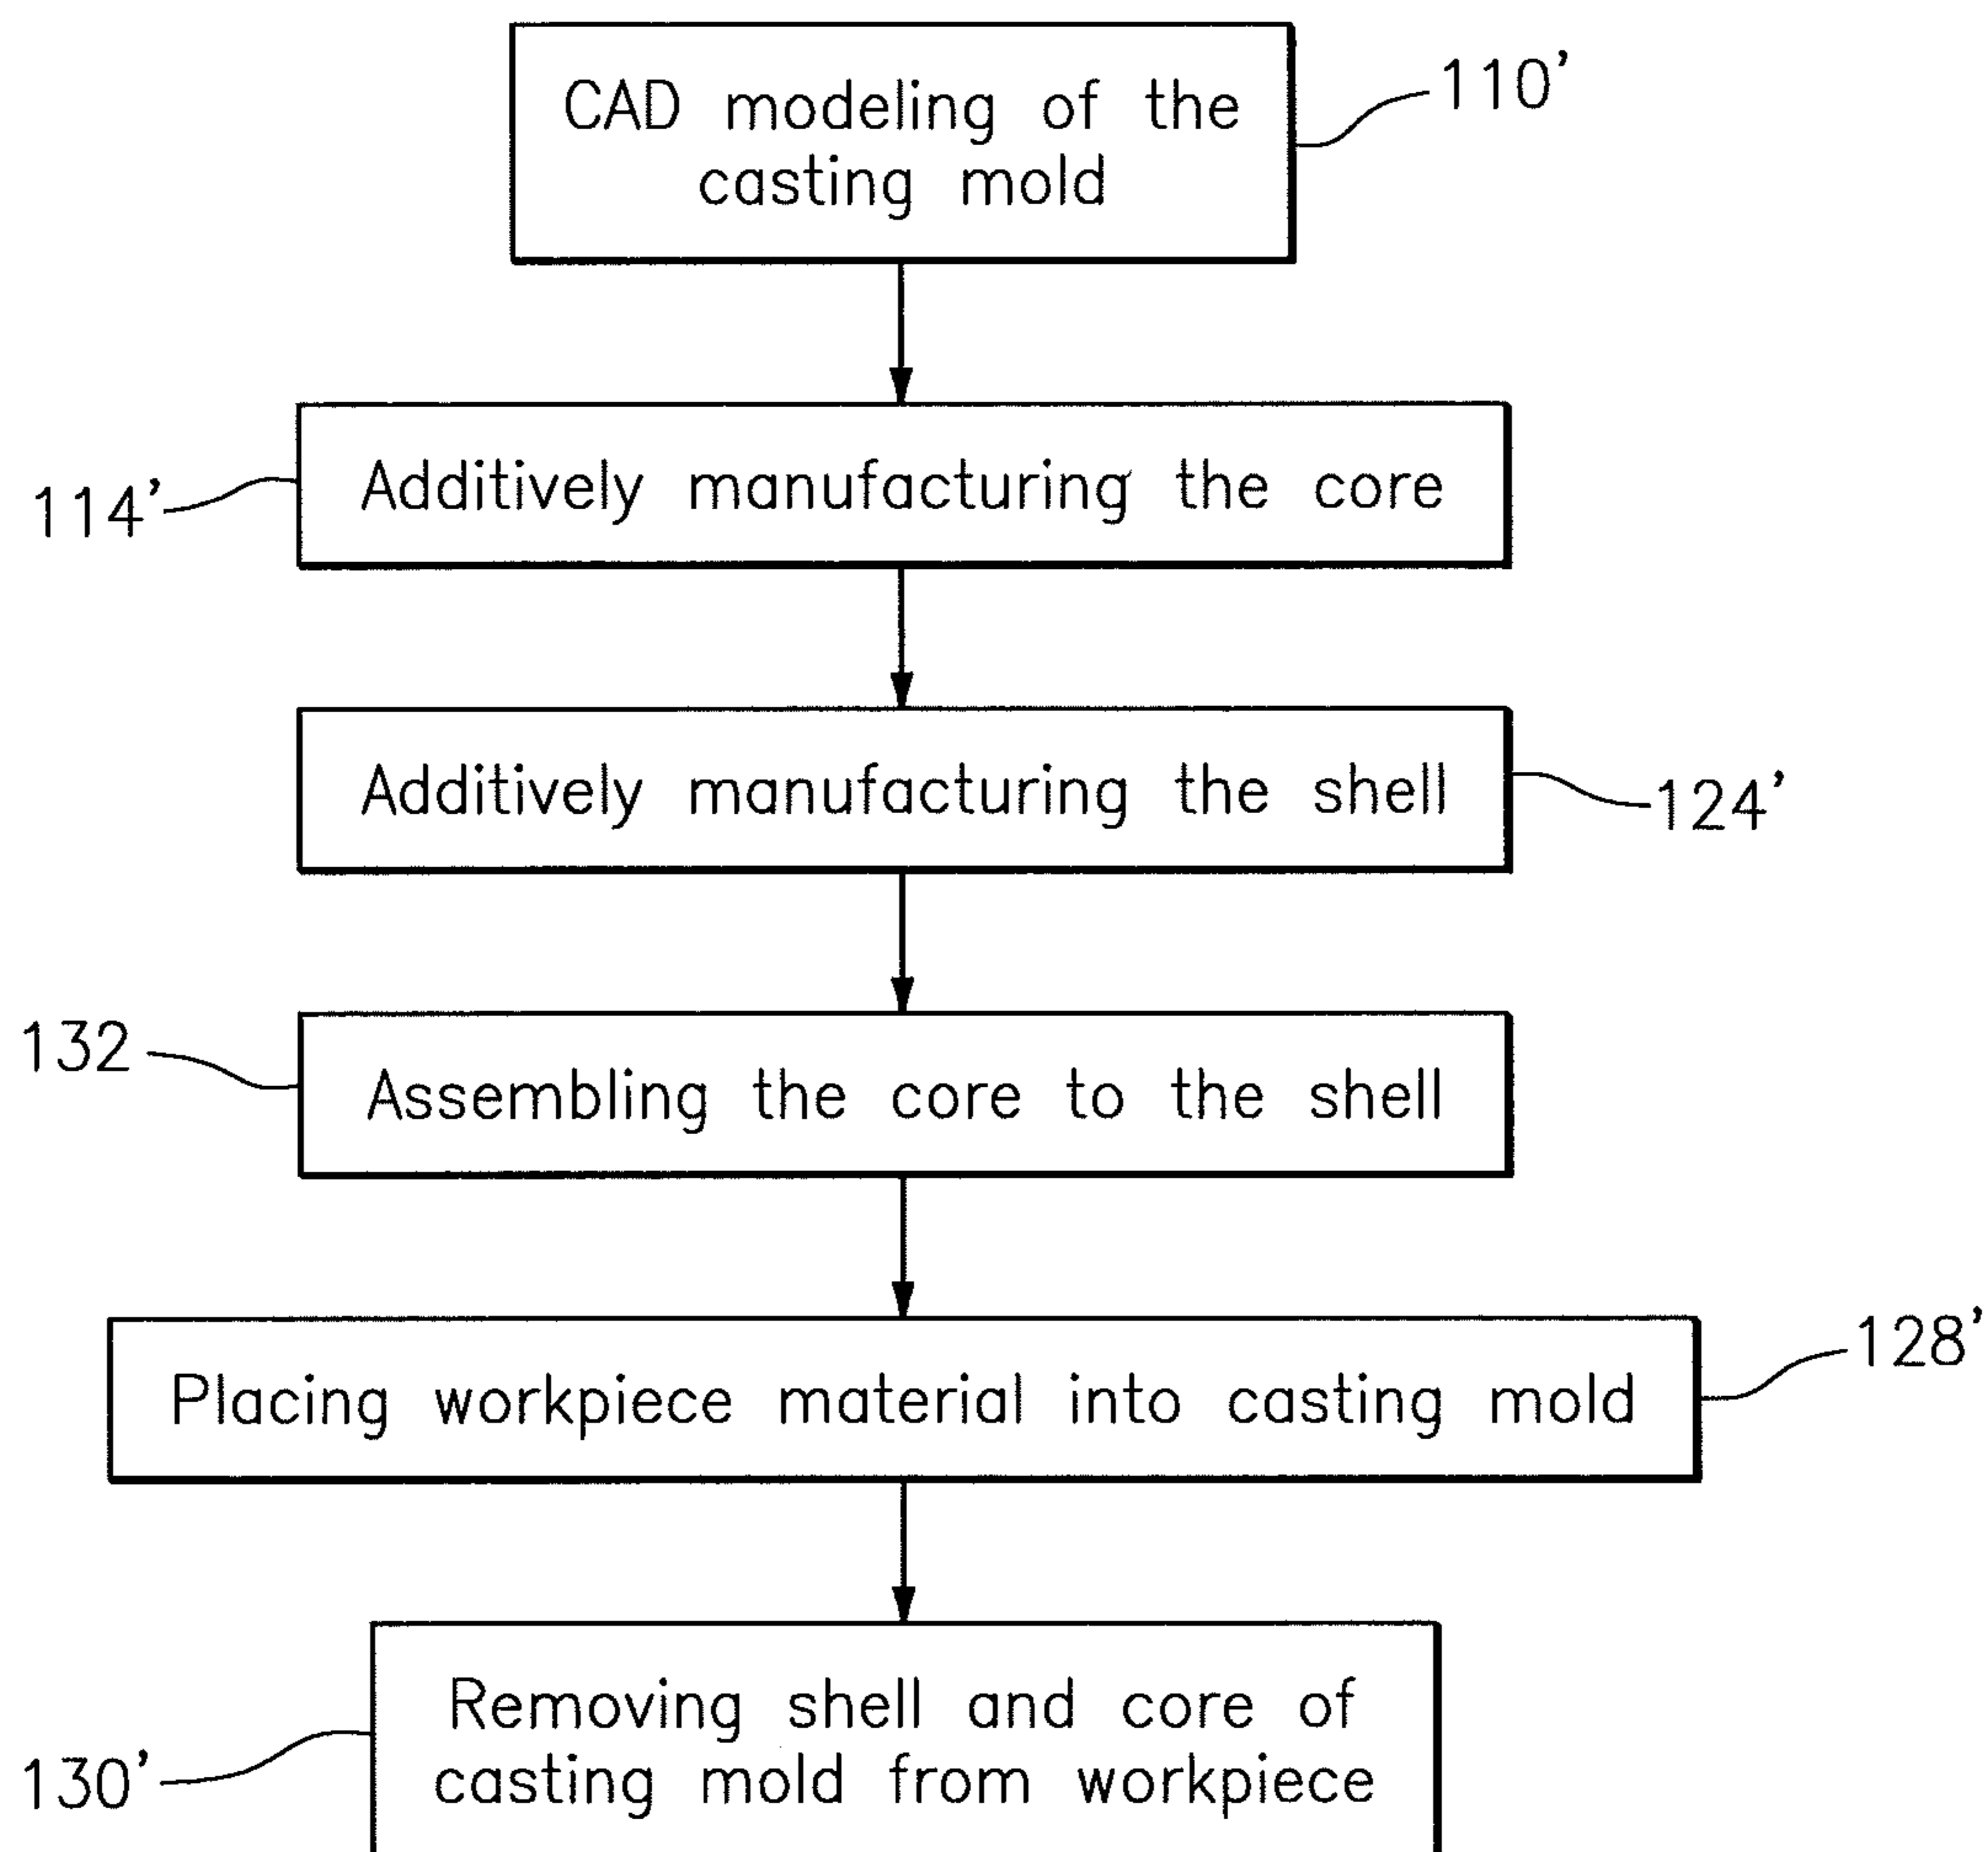 CAD modeling of the
casting mold
110'
Additively manufacturing the core
114'
Additively manufacturing the shell
124'
132
Assembling the core to the shell
Placing workpiece material into casting mold
128'
Removing shell and core of
casting mold from workpiece
130'